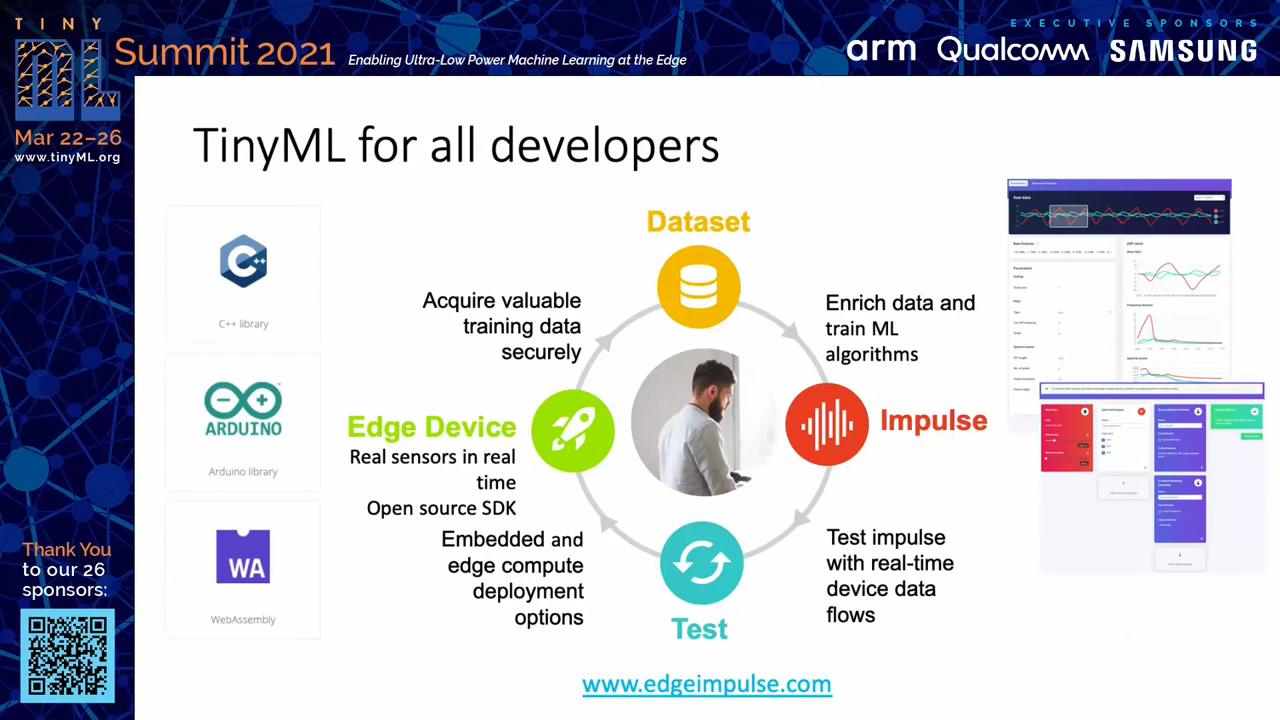 TINY
ML
Summit 2021
Enabling Ultra-Low Power Machine Learning at the Edge
EXECUTIVE SPONSORS
arm Qualcomm SAMSUNG
Mar 22–26
www.tinyML.org
TinyML for all developers
C++
C++ library
ARDUINO
Arduino library
WA
WebAssembly
Dataset
Acquire valuable
training data
securely
Enrich data and
train ML
algorithms
Edge Device
Real sensors in real
time
Open source SDK
Impulse
Embedded and
edge compute
deployment
options
Test impulse
with real-time
device data
flows
Test
www.edgeimpulse.com
Raw data
Parameters
Thank You
to our 26
sponsors: